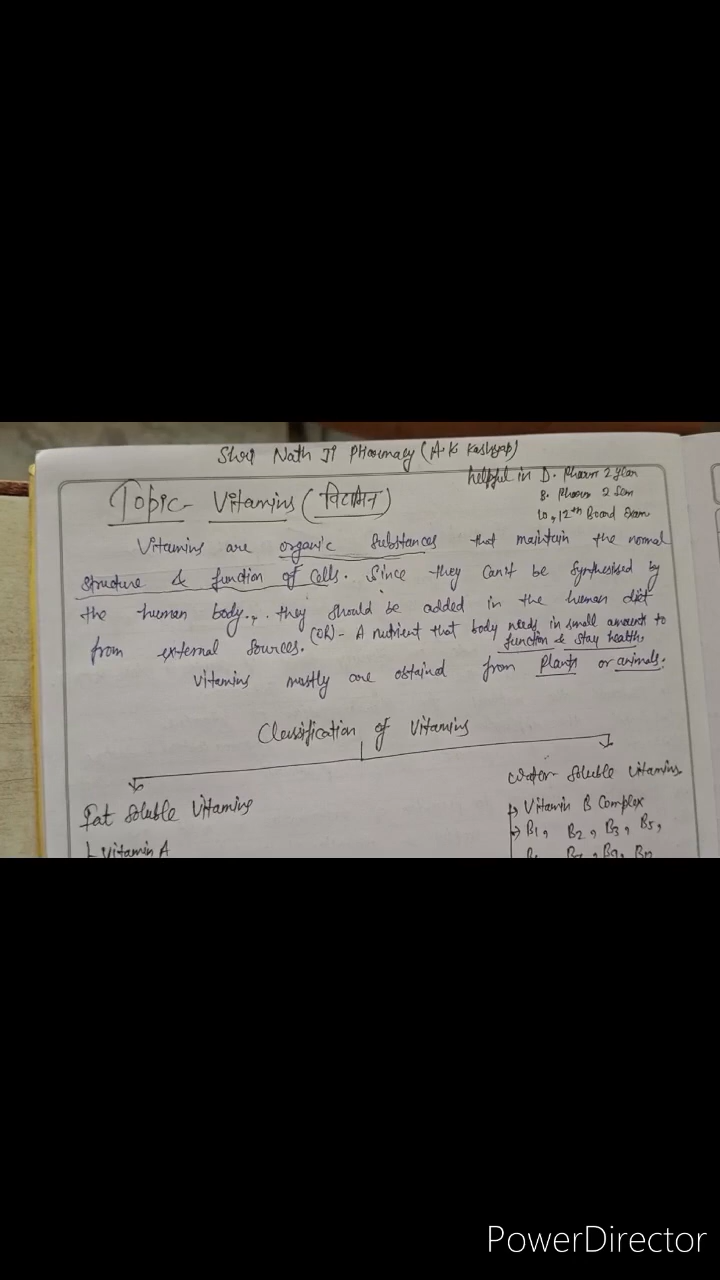 Shri Nath Ji Pharmacy (A.K Kashyap)
helpful in D. Pharm 2 year
B. Pharm 2 Sem
10, 12th Board Exam
Topic- Vitamins (विटामिन)
Vitamins are organic substances that maintain the normal
structure & function of cells. Since they can't be synthesised by
the human body... they should be added in the human diet
from external sources. (OR)- A nutrient that body needs in small amounts to
function & stay health.
Vitamins mostly are obtained from Plants or animals.
Classification of Vitamins
Fat Soluble Vitamins
Vitamin A
Water-Soluble Vitamins
Vitamin B Complex
B1, B2, B3, B5,
PowerDirector